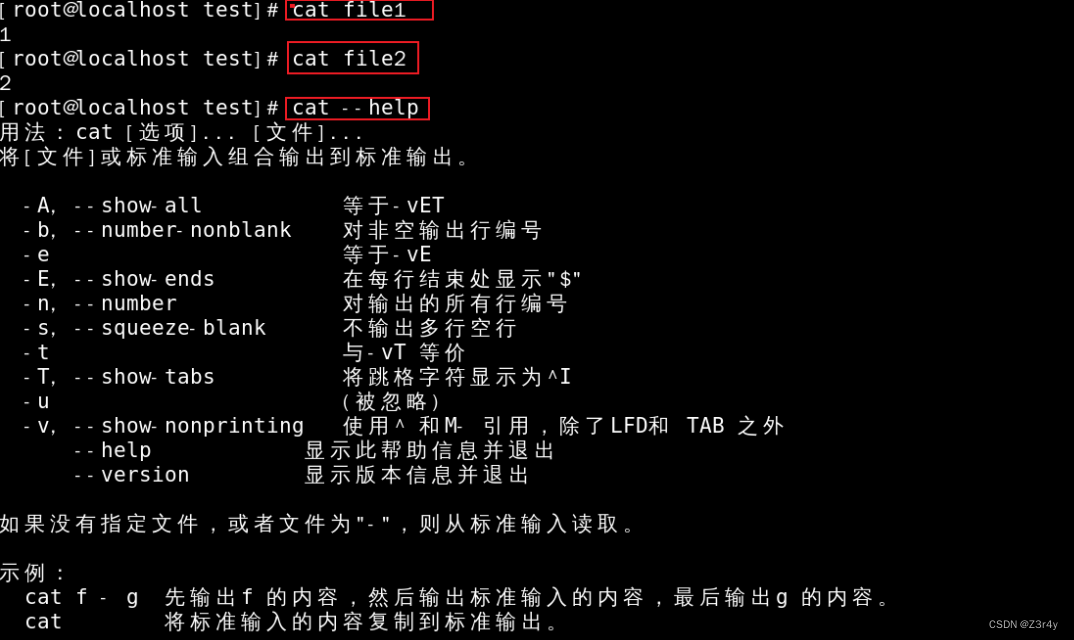 [root@localhost test]# cat file1
1
[root@localhost test]# cat file2
2
[root@localhost test]# cat --help
用法：cat [选项]... [文件]...
将[文件]或标准输入组合输出到标准输出。
-A, --show-all 等于-vET
-b, --number-nonblank 对非空输出行编号
-e 等于-vE
-E, --show-ends 在每行结束处显示"$"
-n, --number 对输出的所有行编号
-s, --squeeze-blank 不输出多行空行
-t 与-vT 等价
-T, --show-tabs 将跳格字符显示为^I
-u (被忽略)
-v, --show-nonprinting 使用^ 和M- 引用，除了LFD和 TAB 之外
--help 显示此帮助信息并退出
--version 显示版本信息并退出
如果没有指定文件，或者文件为"-"，则从标准输入读取。
示例：
cat f - g 先输出f 的内容，然后输出标准输入的内容，最后输出g 的内容。
cat 将标准输入的内容复制到标准输出。
CSDN @Z3r4y